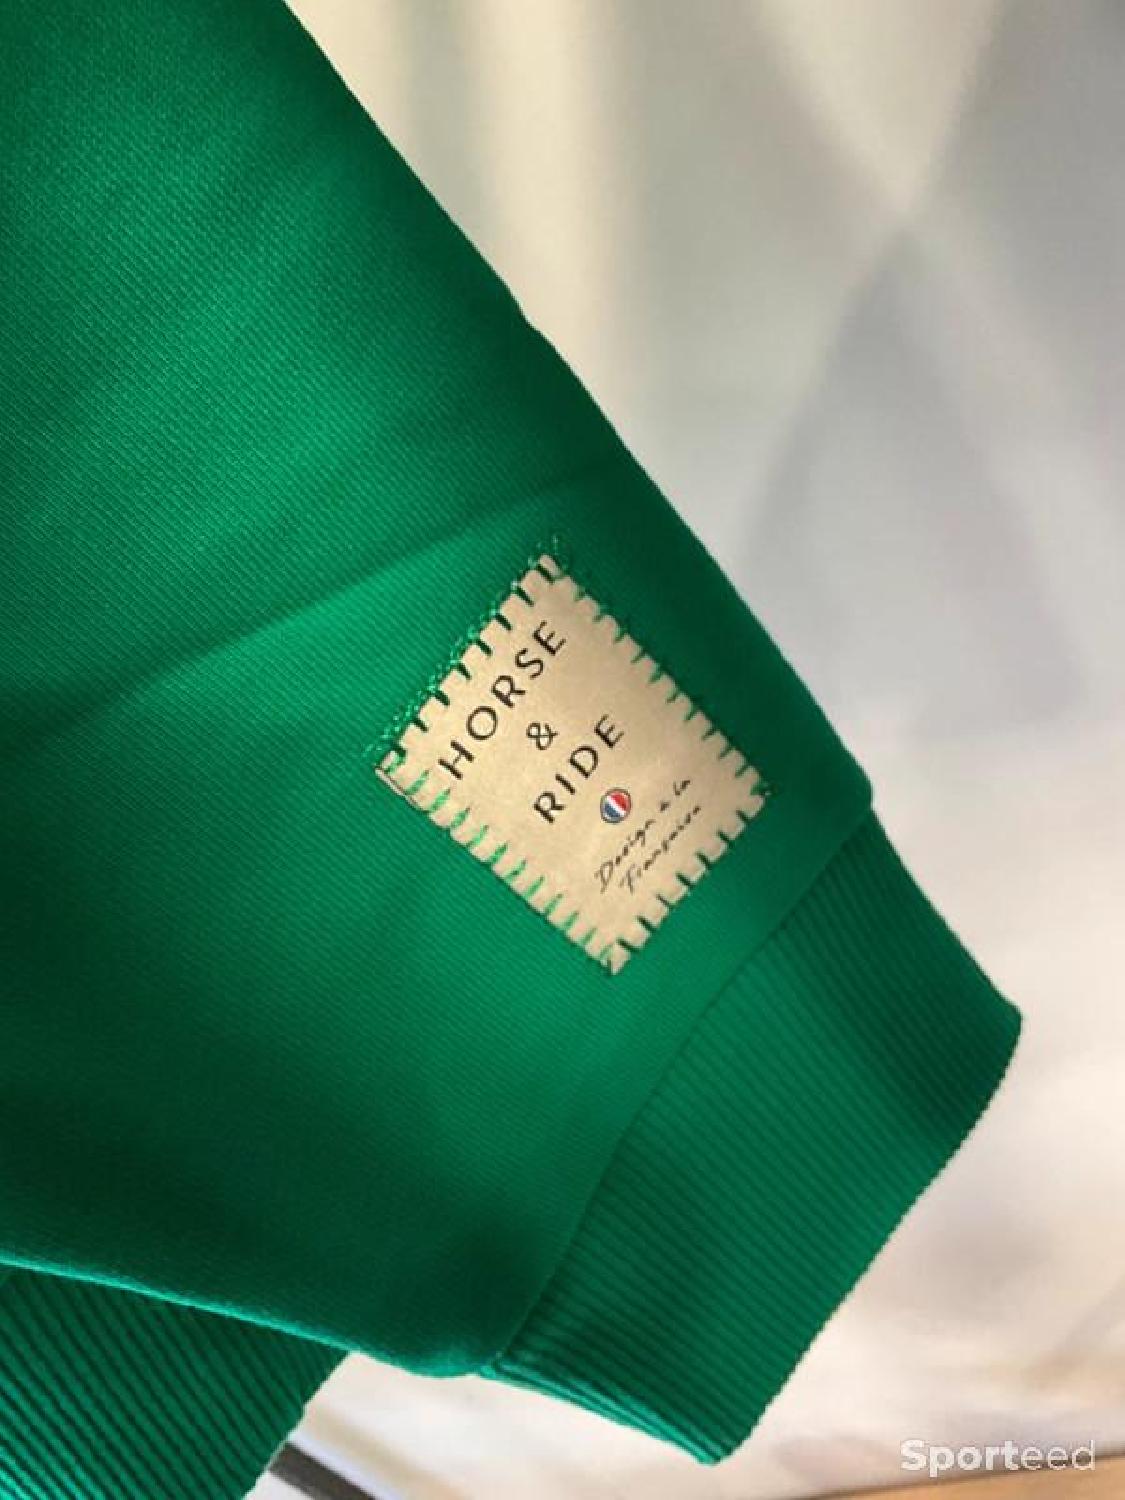 HORSE
&
RIDE
Design à la
Française
Sporteed